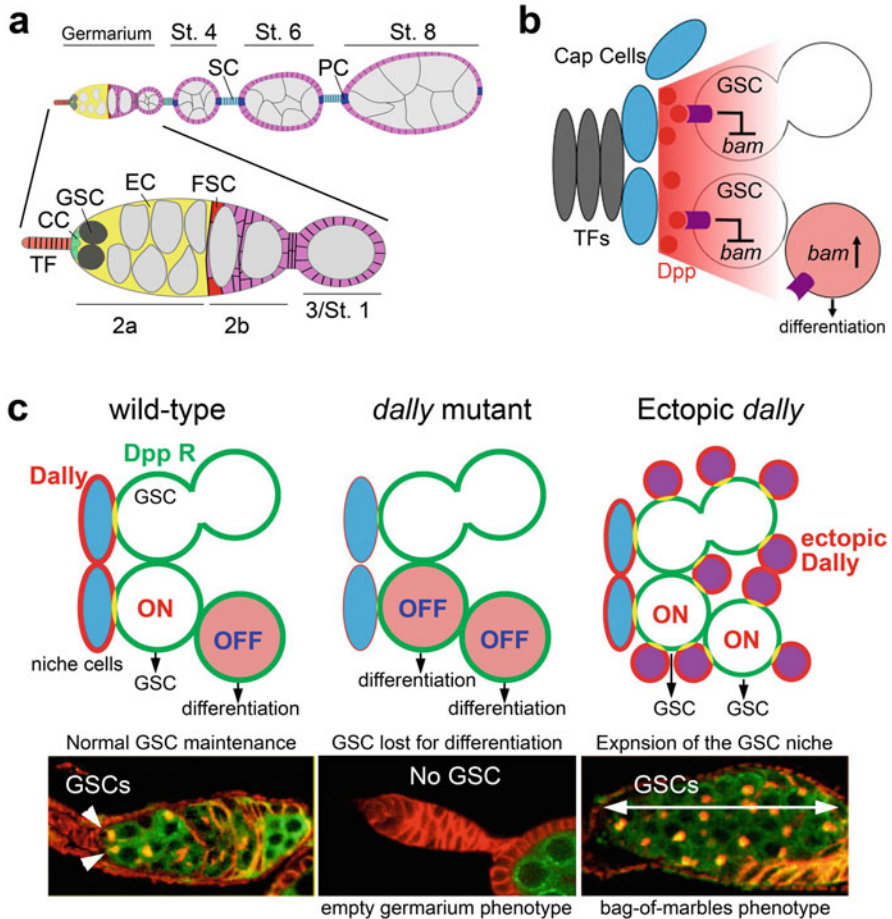 a
Germarium St. 4 St. 6 St. 8
SC PC
GSC EC FSC
CC
TF
2a 2b 3/St. 1
b
Cap Cells
GSC
bam
GSC
TFs
bam
bam
Dpp
differentiation
c
wild-type dally mutant Ectopic dally
Dpp R
Dally
GSC
ectopic
Dally
ON OFF ON
OFF OFF ON
niche cells
GSC
differentiation
differentiation
differentiation
GSC GSC
Normal GSC maintenance GSC lost for differentiation Expnsion of the GSC niche
GSCs No GSC GSCs
empty germarium phenotype bag-of-marbles phenotype